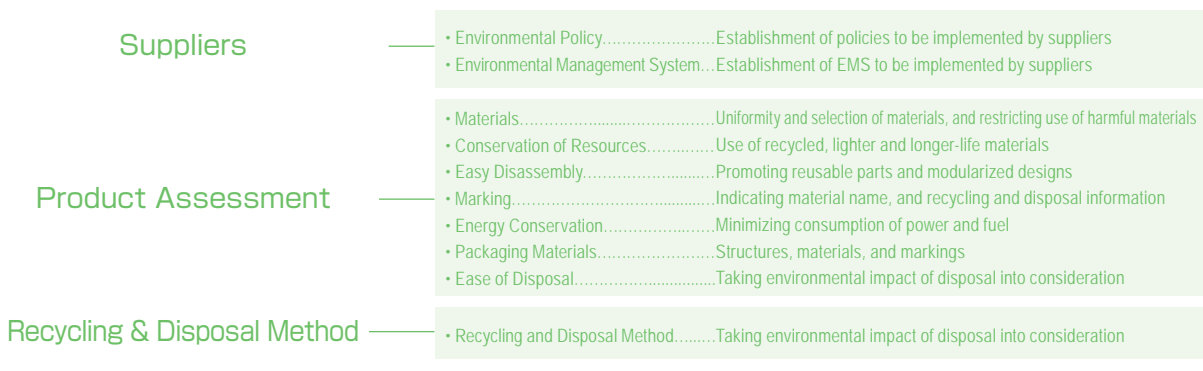 Suppliers
• Environmental Policy…………………Establishment of policies to be implemented by suppliers
• Environmental Management System…Establishment of EMS to be implemented by suppliers
Product Assessment
• Materials…………….........………………Uniformity and selection of materials, and restricting use of harmful materials
• Conservation of Resources……..……Use of recycled, lighter and longer-life materials
• Easy Disassembly……………........…Promoting reusable parts and modularized designs
• Marking………………………...........…Indicating material name, and recycling and disposal information
• Energy Conservation……………...……Minimizing consumption of power and fuel
• Packaging Materials…………………Structures, materials, and markings
• Ease of Disposal…………….................Taking environmental impact of disposal into consideration
Recycling & Disposal Method
• Recycling and Disposal Method…...…Taking environmental impact of disposal into consideration